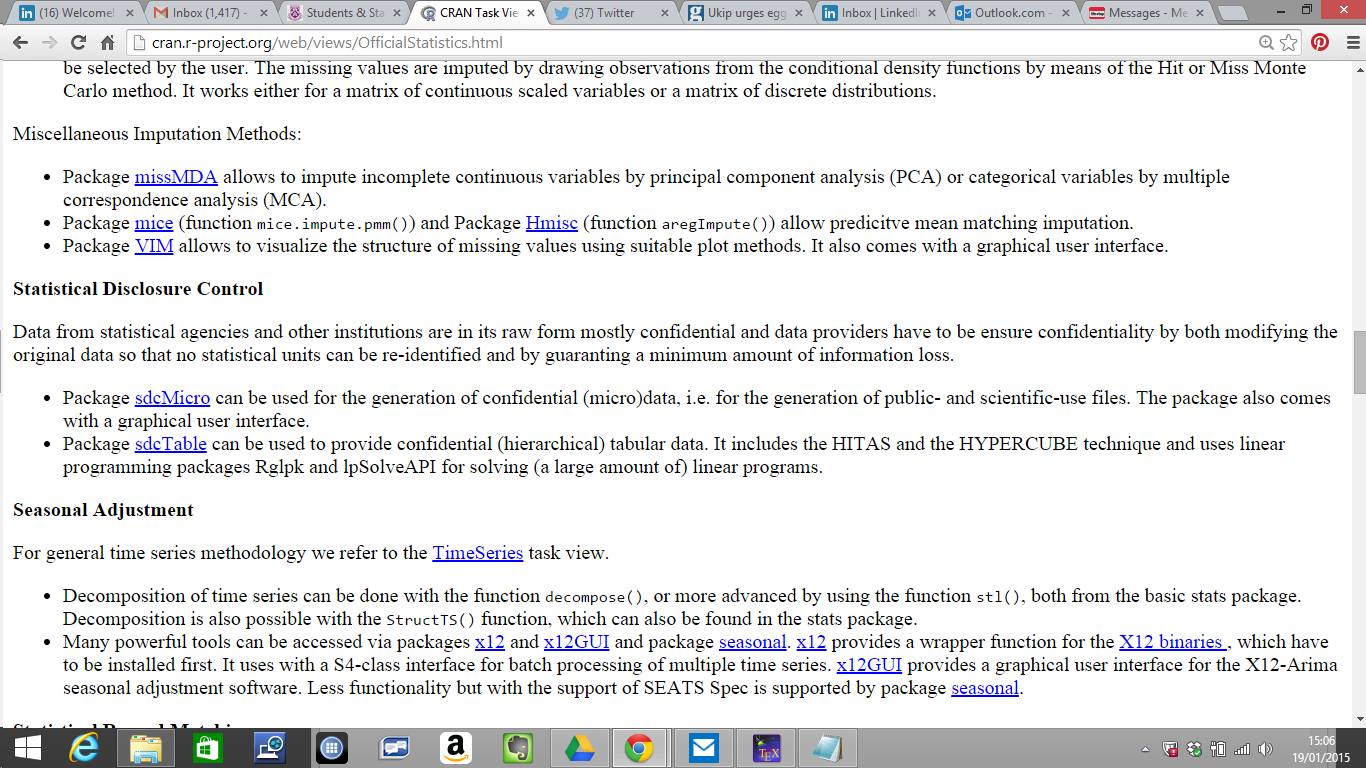 (16) Welcome!
Inbox (1,417) -
Students & Sta
CRAN Task Vie
(37) Twitter
Ukip urges egg
Inbox | LinkedI
Outlook.com -
Messages - Me
cran.r-project.org/web/views/OfficialStatistics.html
be selected by the user. The missing values are imputed by drawing observations from the conditional density functions by means of the Hit or Miss Monte
Carlo method. It works either for a matrix of continuous scaled variables or a matrix of discrete distributions.
Miscellaneous Imputation Methods:
• Package missMDA allows to impute incomplete continuous variables by principal component analysis (PCA) or categorical variables by multiple
correspondence analysis (MCA).
• Package mice (function mice.impute.pmm()) and Package Hmisc (function aregImpute()) allow predicitve mean matching imputation.
• Package VIM allows to visualize the structure of missing values using suitable plot methods. It also comes with a graphical user interface.
Statistical Disclosure Control
Data from statistical agencies and other institutions are in its raw form mostly confidential and data providers have to be ensure confidentiality by both modifying the
original data so that no statistical units can be re-identified and by guaranting a minimum amount of information loss.
• Package sdcMicro can be used for the generation of confidential (micro)data, i.e. for the generation of public- and scientific-use files. The package also comes
with a graphical user interface.
• Package sdcTable can be used to provide confidential (hierarchical) tabular data. It includes the HITAS and the HYPERCUBE technique and uses linear
programming packages Rglpk and lpSolveAPI for solving (a large amount of) linear programs.
Seasonal Adjustment
For general time series methodology we refer to the TimeSeries task view.
• Decomposition of time series can be done with the function decompose(), or more advanced by using the function stl(), both from the basic stats package.
Decomposition is also possible with the StructTS() function, which can also be found in the stats package.
• Many powerful tools can be accessed via packages x12 and x12GUI and package seasonal. x12 provides a wrapper function for the X12 binaries , which have
to be installed first. It uses with a S4-class interface for batch processing of multiple time series. x12GUI provides a graphical user interface for the X12-Arima
seasonal adjustment software. Less functionality but with the support of SEATS Spec is supported by package seasonal.
15:06
19/01/2015